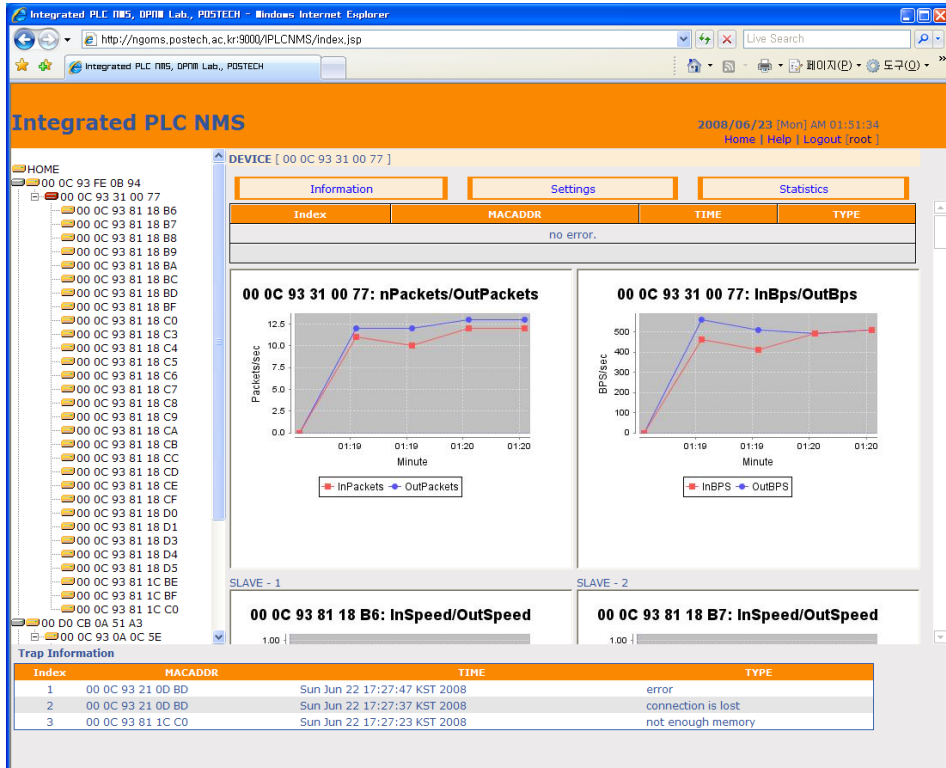 Integrated PLC NMS, DPNM Lab., POSTECH - Windows Internet Explorer
http://ngoms.postech.ac.kr:9000/IPLCNMS/index.jsp
Live Search
Integrated PLC NMS, DPNM Lab., POSTECH
페이지(P)
도구(O)
Integrated PLC NMS
2008/06/23 [Mon] AM 01:51:34
Home | Help | Logout [root ]
HOME
00 0C 93 FE 0B 94
00 0C 93 31 00 77
00 0C 93 81 18 B6
00 0C 93 81 18 B7
00 0C 93 81 18 B8
00 0C 93 81 18 B9
00 0C 93 81 18 BA
00 0C 93 81 18 BC
00 0C 93 81 18 BD
00 0C 93 81 18 BF
00 0C 93 81 18 C0
00 0C 93 81 18 C3
00 0C 93 81 18 C4
00 0C 93 81 18 C5
00 0C 93 81 18 C6
00 0C 93 81 18 C7
00 0C 93 81 18 C8
00 0C 93 81 18 C9
00 0C 93 81 18 CA
00 0C 93 81 18 CB
00 0C 93 81 18 CC
00 0C 93 81 18 CD
00 0C 93 81 18 CE
00 0C 93 81 18 CF
00 0C 93 81 18 D0
00 0C 93 81 18 D1
00 0C 93 81 18 D3
00 0C 93 81 18 D4
00 0C 93 81 18 D5
00 0C 93 81 1C BE
00 0C 93 81 1C BF
00 0C 93 81 1C C0
00 D0 CB 0A 51 A3
00 0C 93 0A 0C 5E
DEVICE [ 00 0C 93 31 00 77 ]
Information Settings Statistics
Index MACADDR TIME TYPE
no error.
00 0C 93 31 00 77: nPackets/OutPackets
12.5
10.0
7.5
5.0
2.5
0.0
Packets/sec
01:19 01:19 01:20 01:20
Minute
InPackets OutPackets
00 0C 93 31 00 77: InBps/OutBps
500
400
300
200
100
0
BPS/sec
01:19 01:19 01:20 01:20
Minute
InBPS OutBPS
SLAVE - 1
00 0C 93 81 18 B6: InSpeed/OutSpeed
1.00
SLAVE - 2
00 0C 93 81 18 B7: InSpeed/OutSpeed
1.00
Trap Information
Index MACADDR TIME TYPE
1 00 0C 93 21 0D BD Sun Jun 22 17:27:47 KST 2008 error
2 00 0C 93 21 0D BD Sun Jun 22 17:27:37 KST 2008 connection is lost
3 00 0C 93 81 1C C0 Sun Jun 22 17:27:23 KST 2008 not enough memory